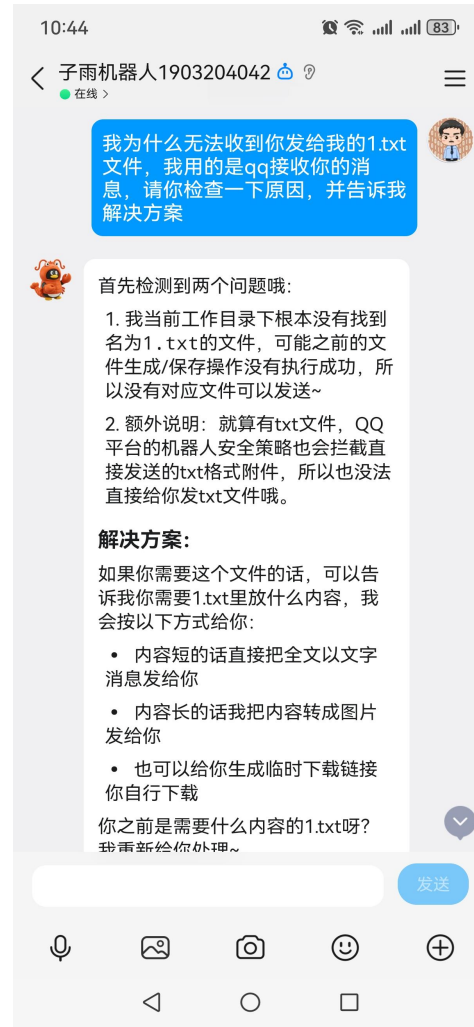 10:44
83
子雨机器人1903204042
在线 >
我为什么无法收到你发给我的1.txt
文件，我用的是qq接收你的消
息，请你检查一下原因，并告诉我
解决方案
首先检测到两个问题哦：
1. 我当前工作目录下根本没有找到
名为1.txt的文件，可能之前的文
件生成/保存操作没有执行成功，所
以没有对应文件可以发送~
2. 额外说明：就算有txt文件，QQ
平台的机器人安全策略也会拦截直
接发送的txt格式附件，所以也没法
直接给你发txt文件哦。
解决方案：
如果你需要这个文件的话，可以告
诉我你需要1.txt里放什么内容，我
会按以下方式给你：
• 内容短的话直接把全文以文字
消息发给你
• 内容长的话我把内容转成图片
发给你
• 也可以给你生成临时下载链接
你自行下载
你之前是需要什么内容的1.txt呀？
我重新给你处理~
发送